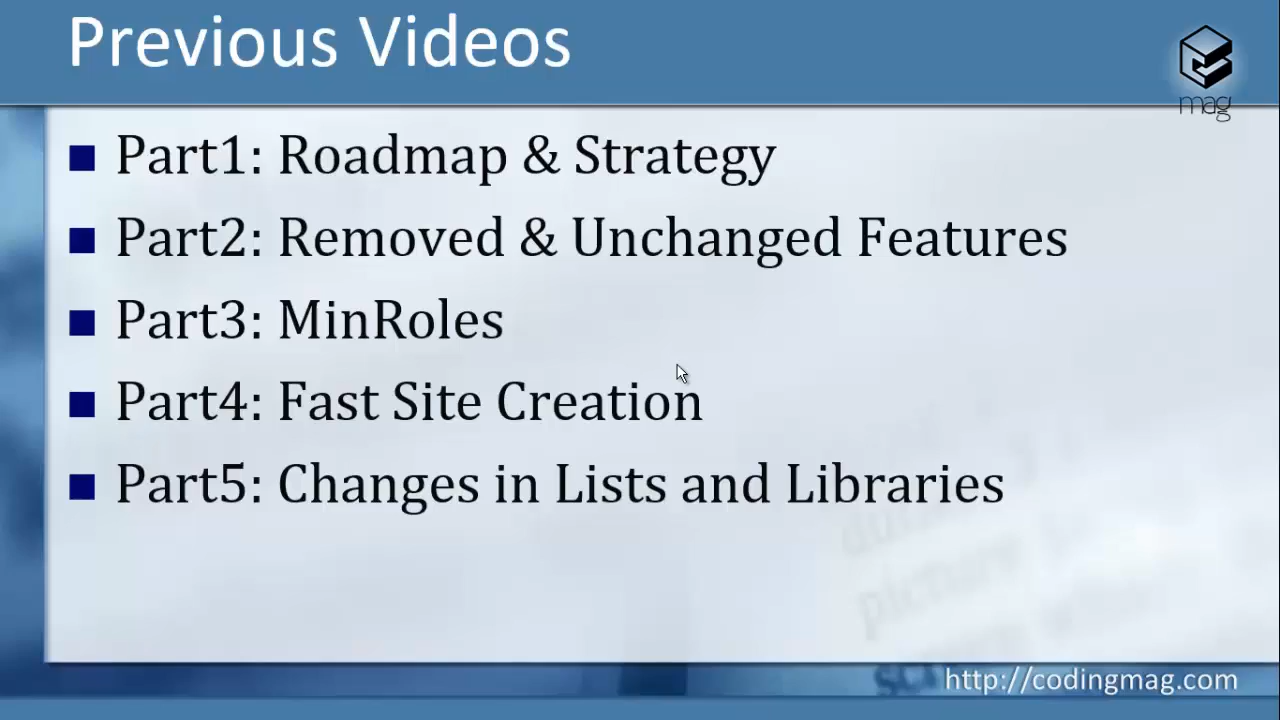 Previous Videos
mag
Part1: Roadmap & Strategy
Part2: Removed & Unchanged Features
Part3: MinRoles
Part4: Fast Site Creation
Part5: Changes in Lists and Libraries
picture
http://codingmag.com